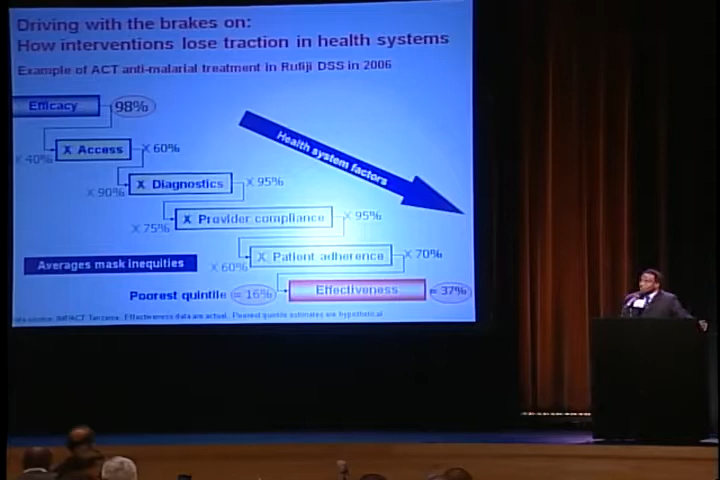 Driving with the brakes on:
How interventions lose traction in health systems
Example of ACT anti-malarial treatment in Rufiji DSS in 2006
Efficacy 98%
X 40% X Access X 60%
X 90% X Diagnostics X 95%
X 75% X Provider compliance X 95%
X 60% X Patient adherence X 70%
Health system factors
Averages mask inequities
Poorest quintile = 16% Effectiveness = 37%
source: IMPACT Tanzania. Effectiveness data are actual. Poorest quintile estimates are hypothetical